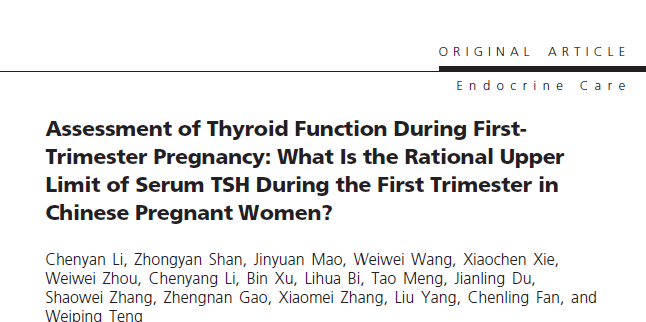 ORIGINAL ARTICLE
Endocrine Care
Assessment of Thyroid Function During First-
Trimester Pregnancy: What Is the Rational Upper
Limit of Serum TSH During the First Trimester in
Chinese Pregnant Women?
Chenyan Li, Zhongyan Shan, Jinyuan Mao, Weiwei Wang, Xiaochen Xie,
Weiwei Zhou, Chenyang Li, Bin Xu, Lihua Bi, Tao Meng, Jianling Du,
Shaowei Zhang, Zhengnan Gao, Xiaomei Zhang, Liu Yang, Chenling Fan, and
Weiping Teng